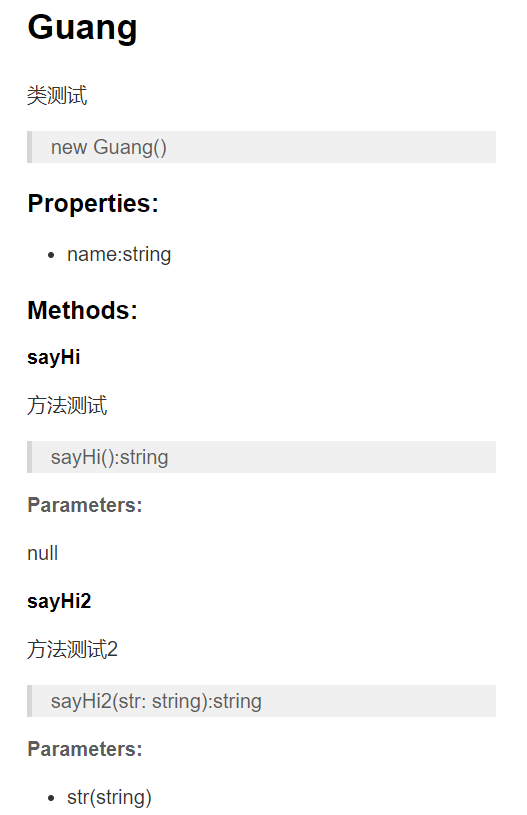 Guang
类测试
new Guang()
Properties:
name:string
Methods:
sayHi
方法测试
sayHi():string
Parameters:
null
sayHi2
方法测试2
sayHi2(str: string):string
Parameters:
str(string)